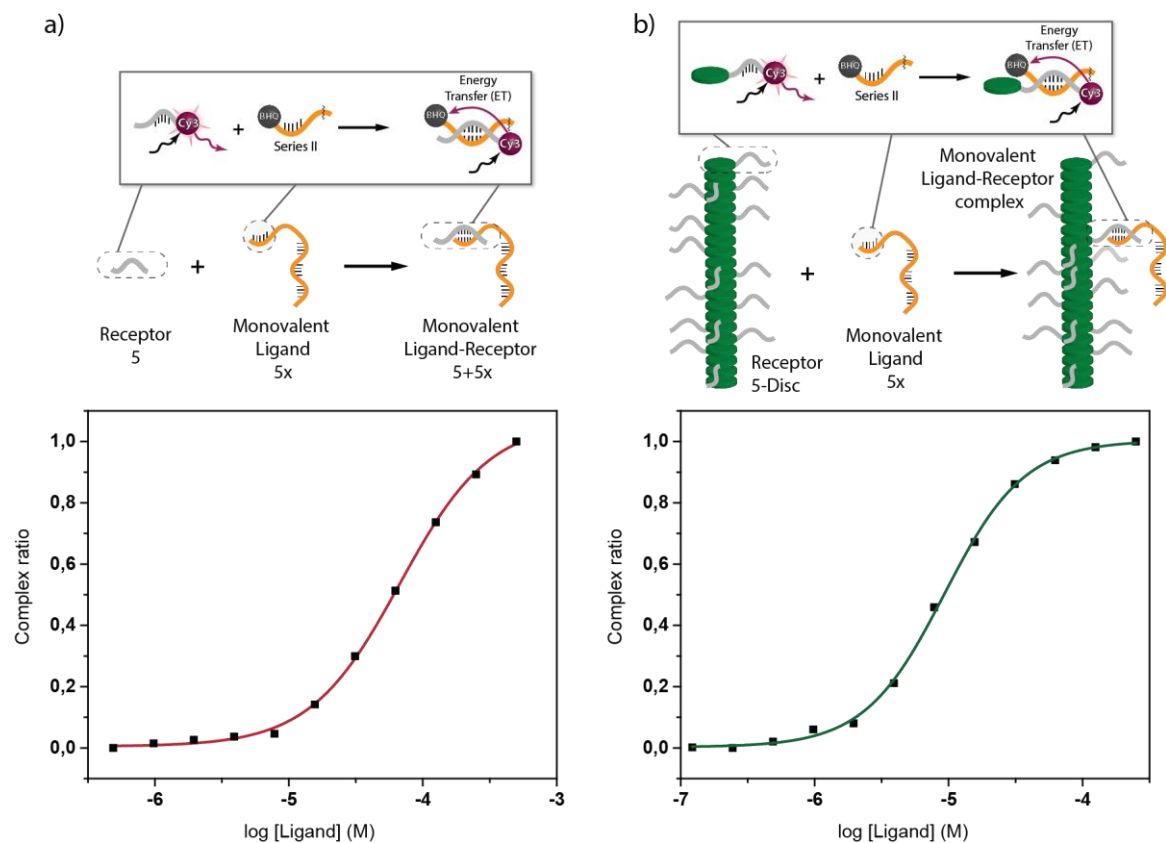 a)
Energy
Transfer (ET)
Cy3
+
BHQ
Series II
BHQ
Cy3
Receptor
5
+
Monovalent
Ligand
5x
Monovalent
Ligand-Receptor
5+5x
1,0
0,8
0,6
0,4
0,2
0,0
Complex ratio
-6
-5
-4
-3
log [Ligand] (M)
b)
Energy
Transfer (ET)
Cy3
+
BHQ
Series II
BHQ
Cy3
Monovalent
Ligand-Receptor
complex
+
Receptor
5-Disc
Monovalent
Ligand
5x
1,0
0,8
0,6
0,4
0,2
0,0
Complex ratio
-7
-6
-5
-4
log [Ligand] (M)